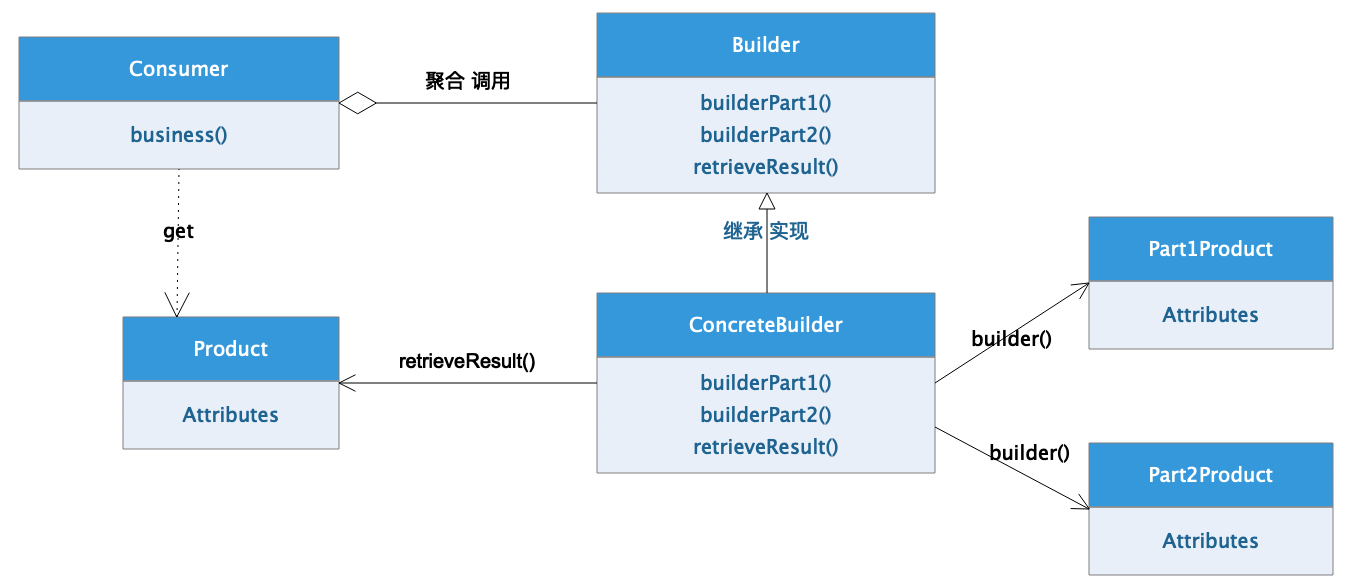 Consumer
business()
聚合 调用
Builder
builderPart1()
builderPart2()
retrieveResult()
get
继承 实现
Product
Attributes
retrieveResult()
ConcreteBuilder
builderPart1()
builderPart2()
retrieveResult()
builder()
Part1Product
Attributes
builder()
Part2Product
Attributes